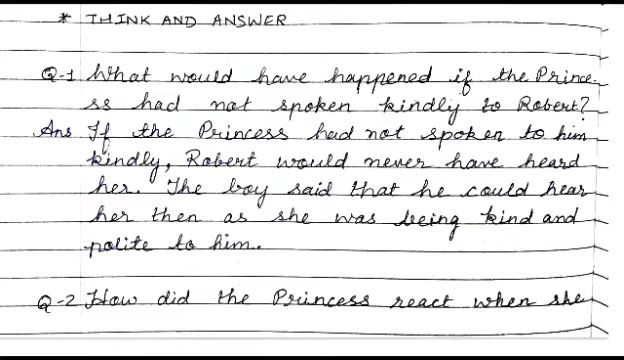 * THINK AND ANSWER
Q-1 What would have happened if the Prince-
ss had not spoken kindly to Robert?
Ans If the Princess had not spoken to him
kindly, Robert would never have heard
her. The boy said that he could hear
her then as she was being kind and
polite to him.
Q-2 How did the Princess react when she